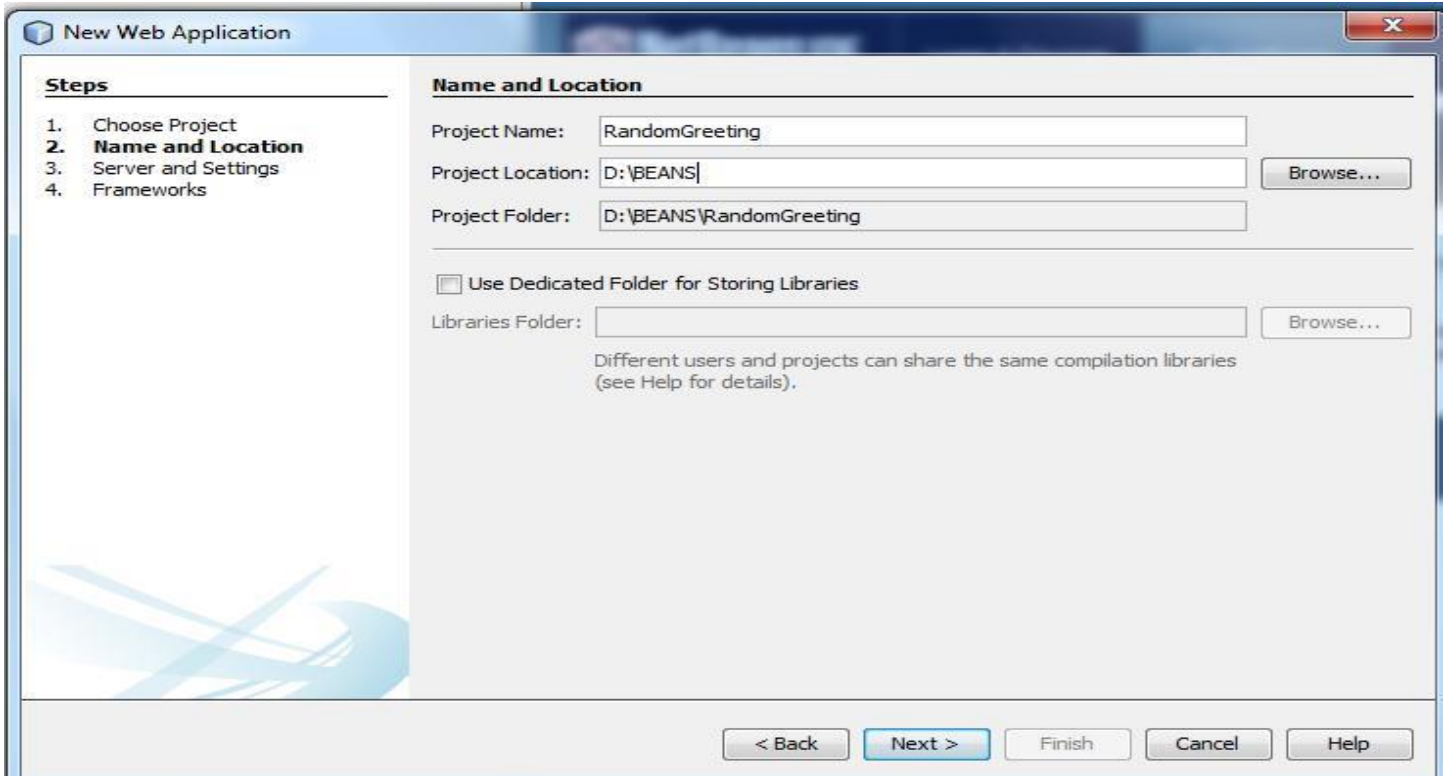 New Web Application
Steps
1. Choose Project
2. Name and Location
3. Server and Settings
4. Frameworks
Name and Location
Project Name: RandomGreeting
Project Location: D:\BEANS Browse...
Project Folder: D:\BEANS\RandomGreeting
Use Dedicated Folder for Storing Libraries
Libraries Folder: Browse...
Different users and projects can share the same compilation libraries
(see Help for details).
< Back Next > Finish Cancel Help